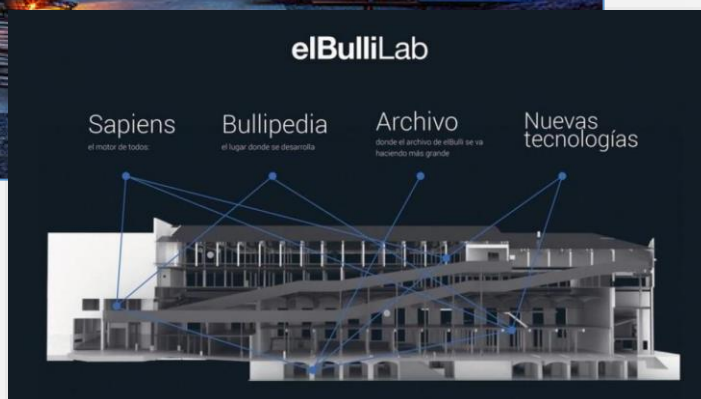 elBulliLab
Sapiens
el motor de todos:
Bullipedia
el lugar donde se desarrolla
Archivo
donde el archivo de elBulli se va
haciendo más grande
Nuevas
tecnologías